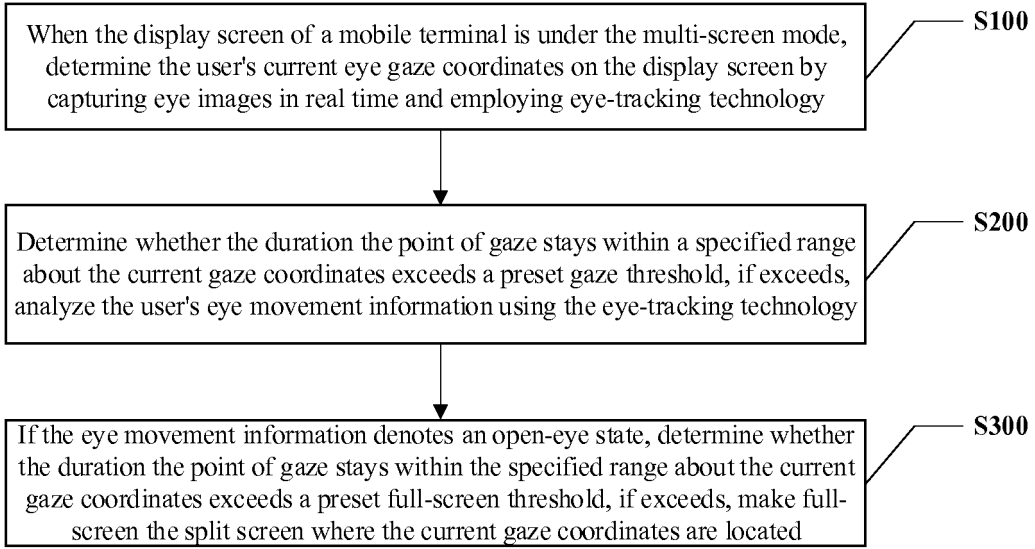 When the display screen of a mobile terminal is under the multi-screen mode,
determine the user's current eye gaze coordinates on the display screen by
capturing eye images in real time and employing eye-tracking technology
S100
Determine whether the duration the point of gaze stays within a specified range
about the current gaze coordinates exceeds a preset gaze threshold, if exceeds,
analyze the user's eye movement information using the eye-tracking technology
S200
If the eye movement information denotes an open-eye state, determine whether
the duration the point of gaze stays within the specified range about the current
gaze coordinates exceeds a preset full-screen threshold, if exceeds, make full-
screen the split screen where the current gaze coordinates are located
S300